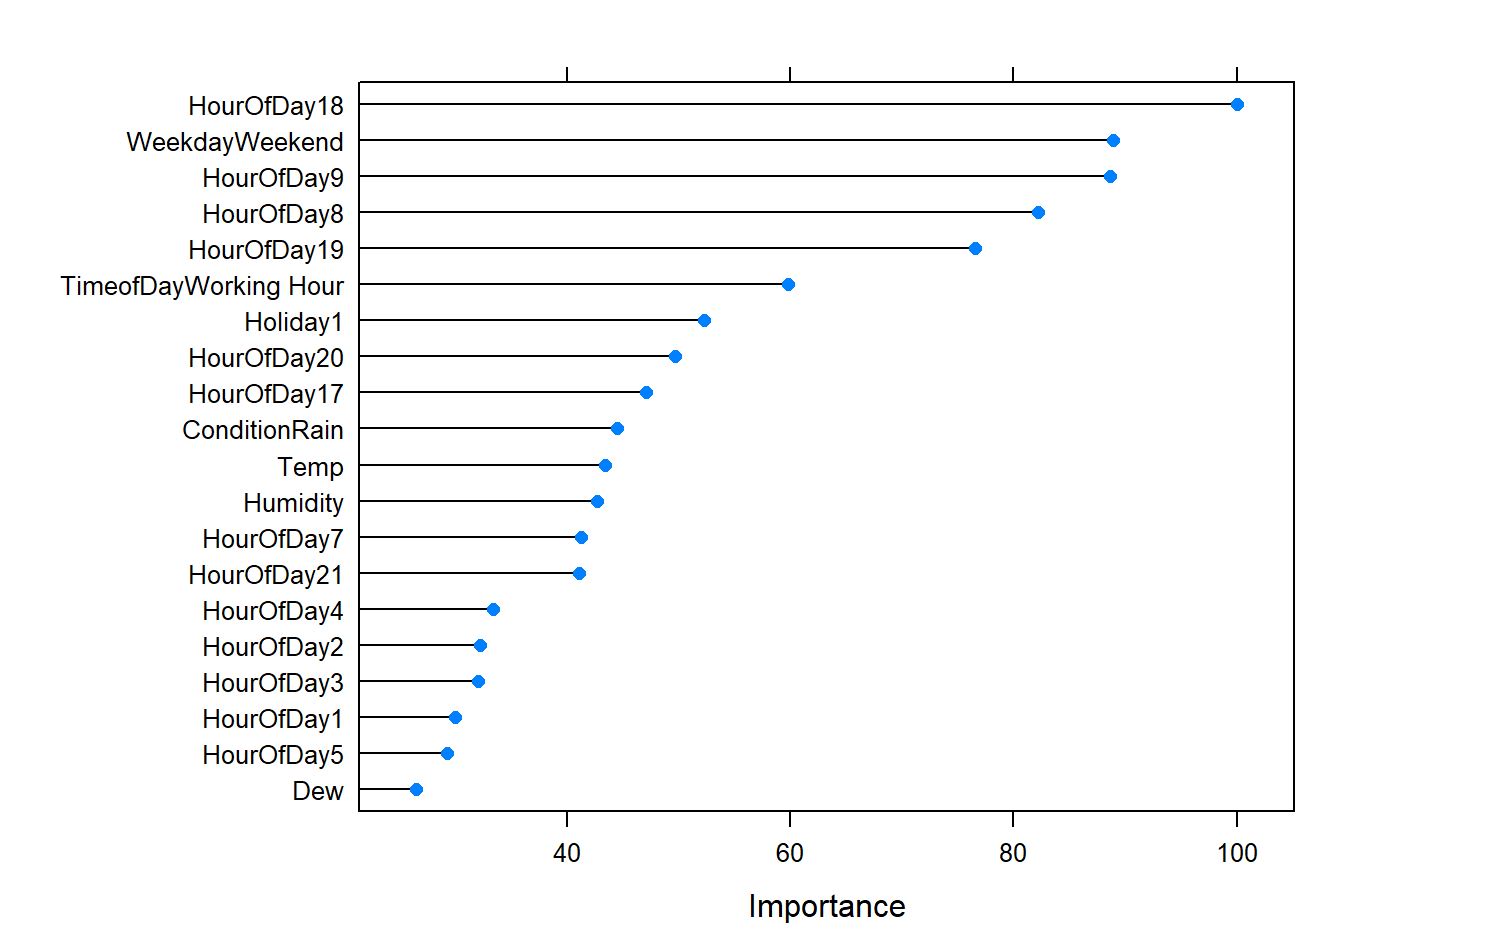 HourOfDay18
WeekdayWeekend
HourOfDay9
HourOfDay8
HourOfDay19
TimeofDayWorking Hour
Holiday1
HourOfDay20
HourOfDay17
ConditionRain
Temp
Humidity
HourOfDay7
HourOfDay21
HourOfDay4
HourOfDay2
HourOfDay3
HourOfDay1
HourOfDay5
Dew
40 60 80 100
Importance